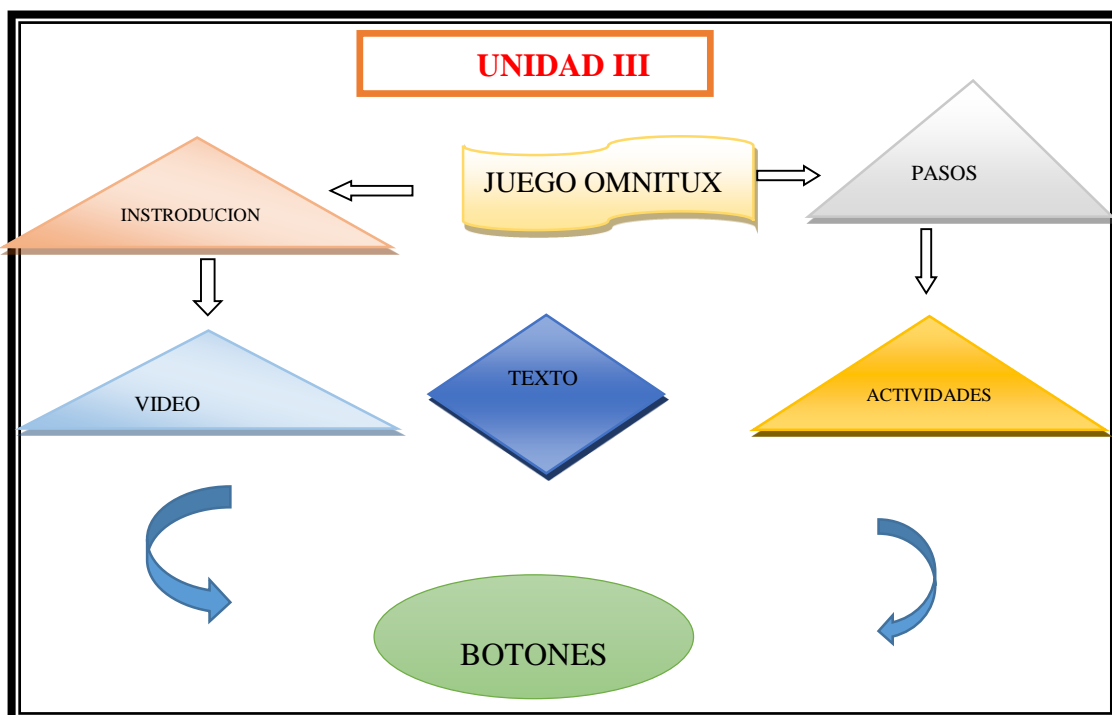 UNIDAD III
JUEGO OMNITUX
PASOS
INSTRODUCION
VIDEO
TEXTO
ACTIVIDADES
BOTONES